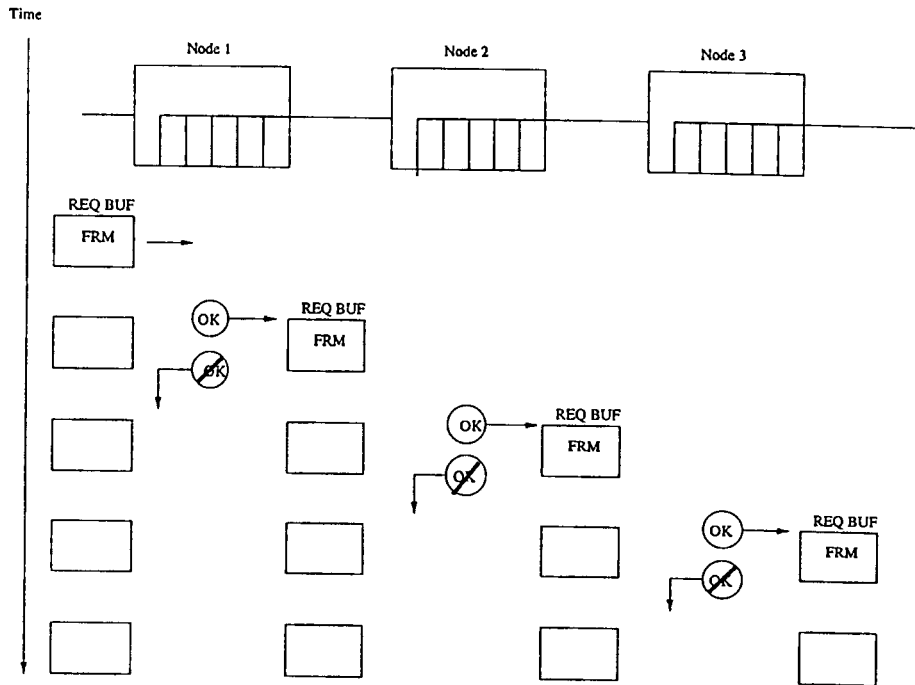 Time
Node 1
Node 2
Node 3
REQ BUF
FRM
OK
REQ BUF
FRM
OK
OK
REQ BUF
FRM
OK
OK
REQ BUF
FRM
OK